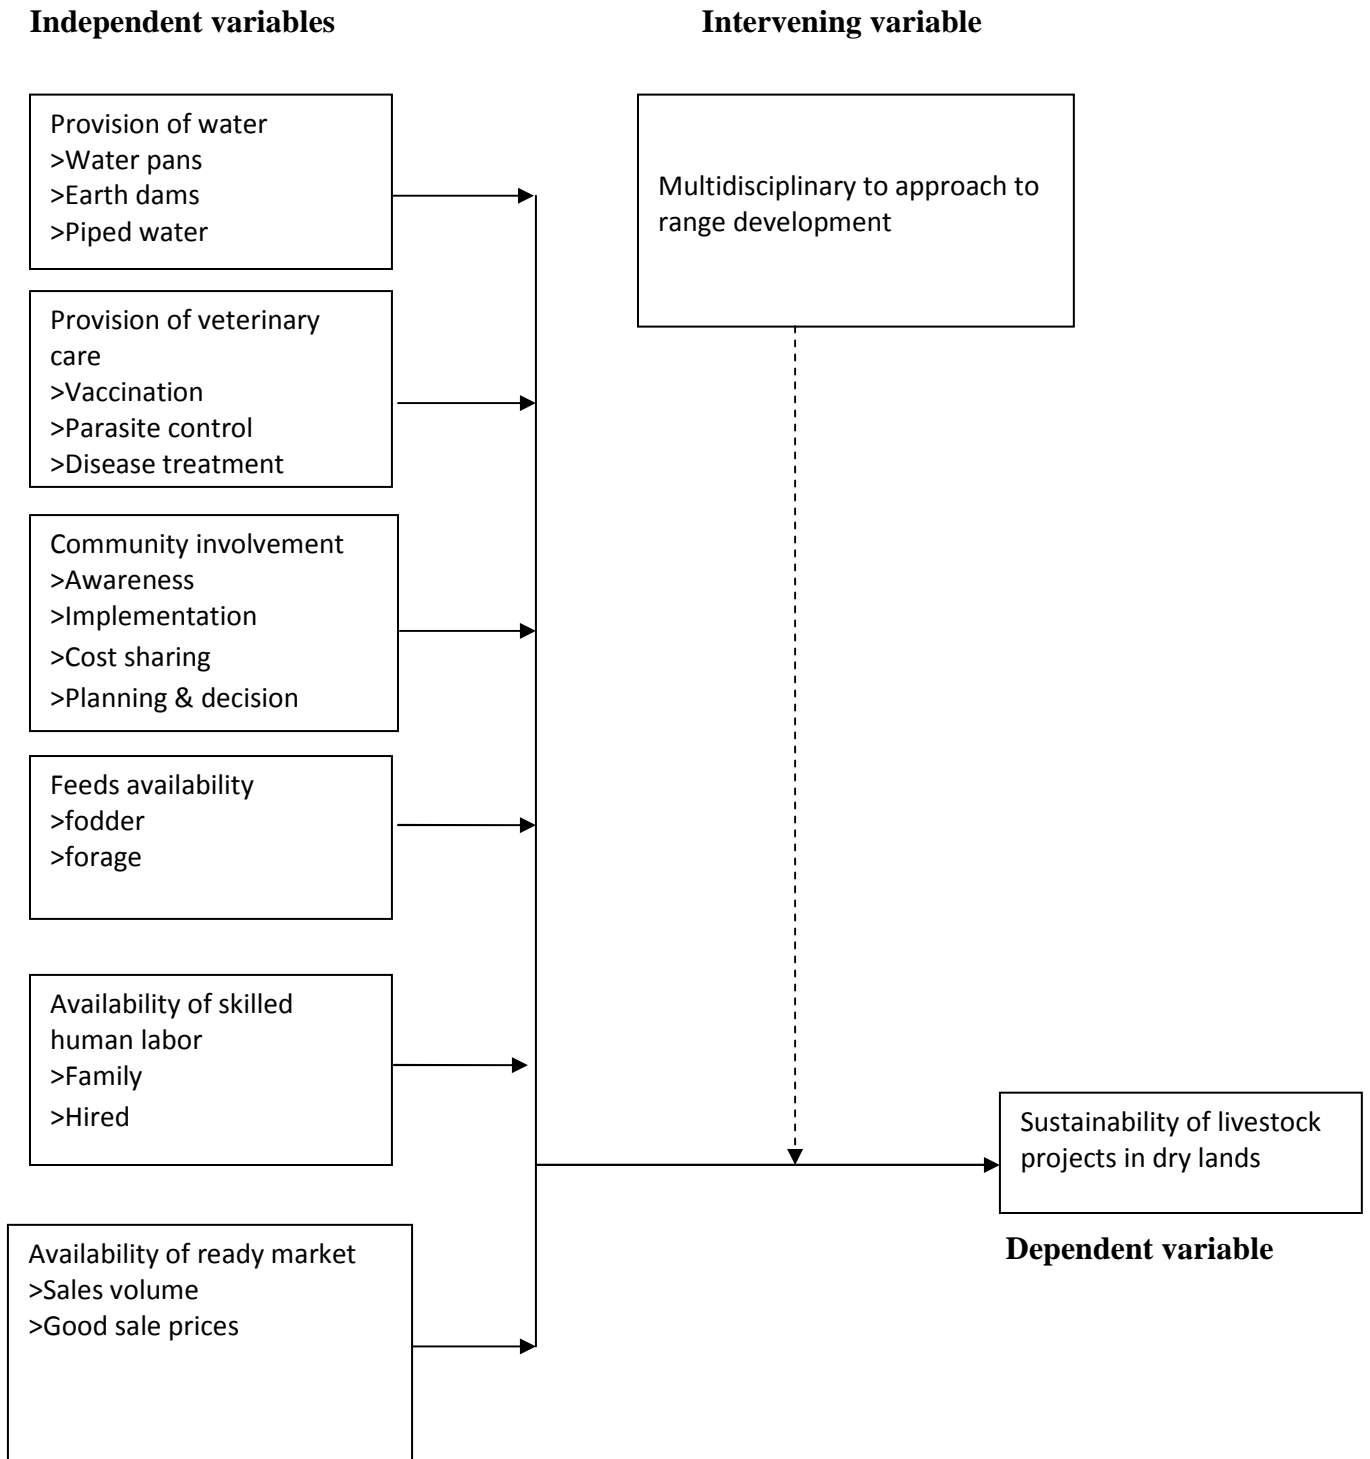 Independent variables
Intervening variable
Provision of water
>Water pans
>Earth dams
>Piped water
Multidisciplinary to approach to
range development
Provision of veterinary
care
>Vaccination
>Parasite control
>Disease treatment
Community involvement
>Awareness
>Implementation
>Cost sharing
>Planning & decision
Feeds availability
>fodder
>forage
Availability of skilled
human labor
>Family
>Hired
Sustainability of livestock
projects in dry lands
Dependent variable
Availability of ready market
>Sales volume
>Good sale prices